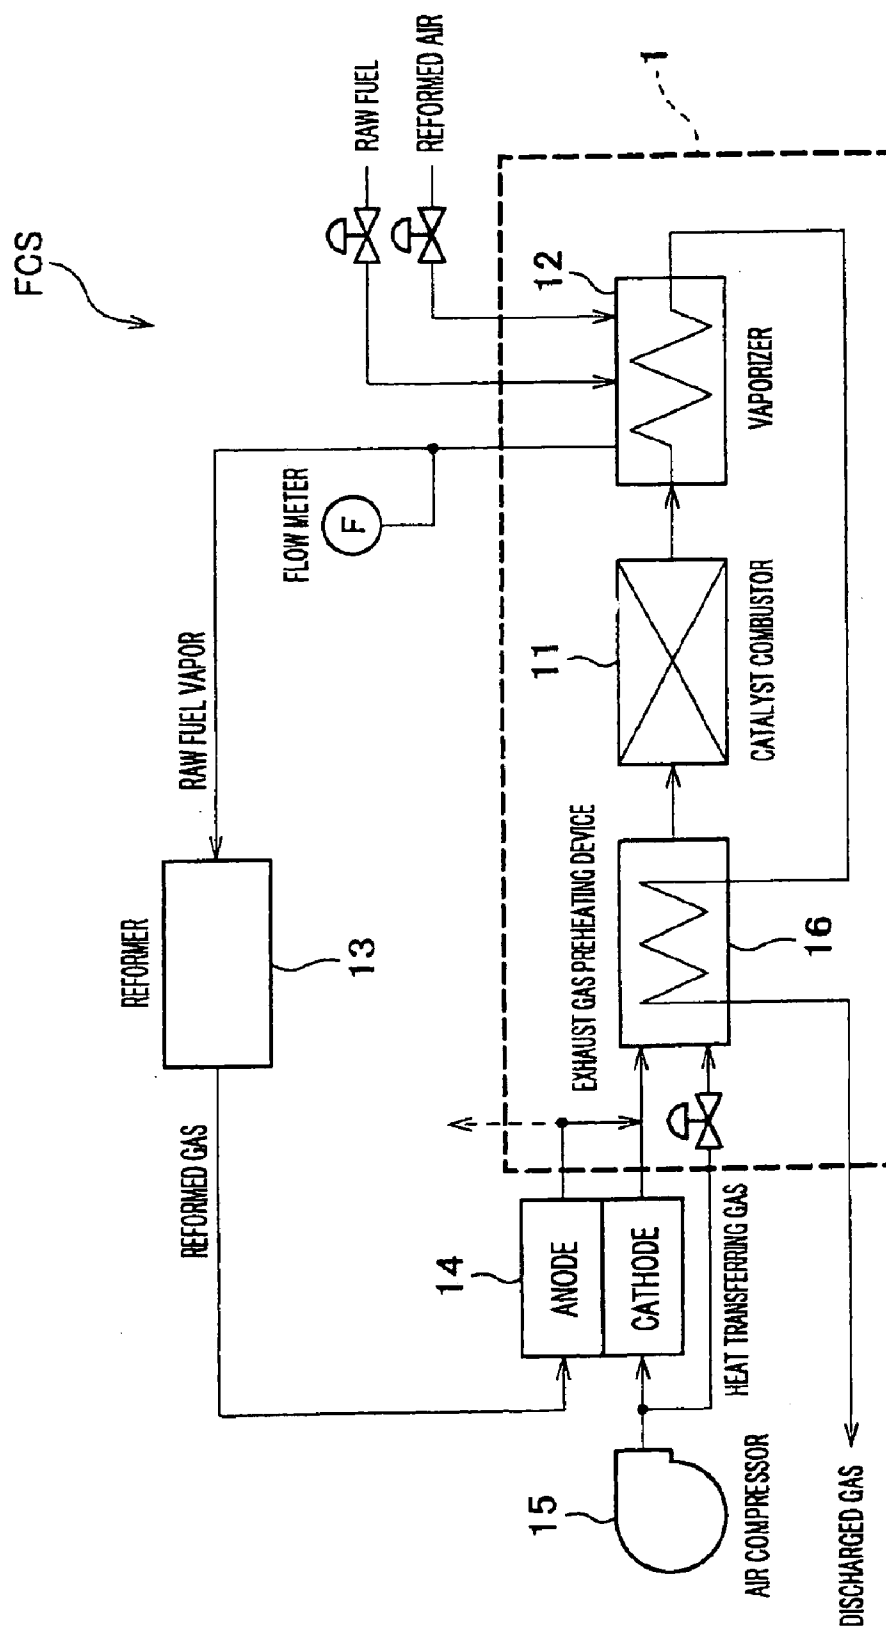 FCS
RAW FUEL
REFORMED AIR
1
12
VAPORIZER
FLOW METER
F
RAW FUEL VAPOR
11
CATALYST COMBUSTOR
REFORMER
13
EXHAUST GAS PREHEATING DEVICE
16
REFORMED GAS
14
ANODE
CATHODE
HEAT TRANSFERRING GAS
15
AIR COMPRESSOR
DISCHARGED GAS